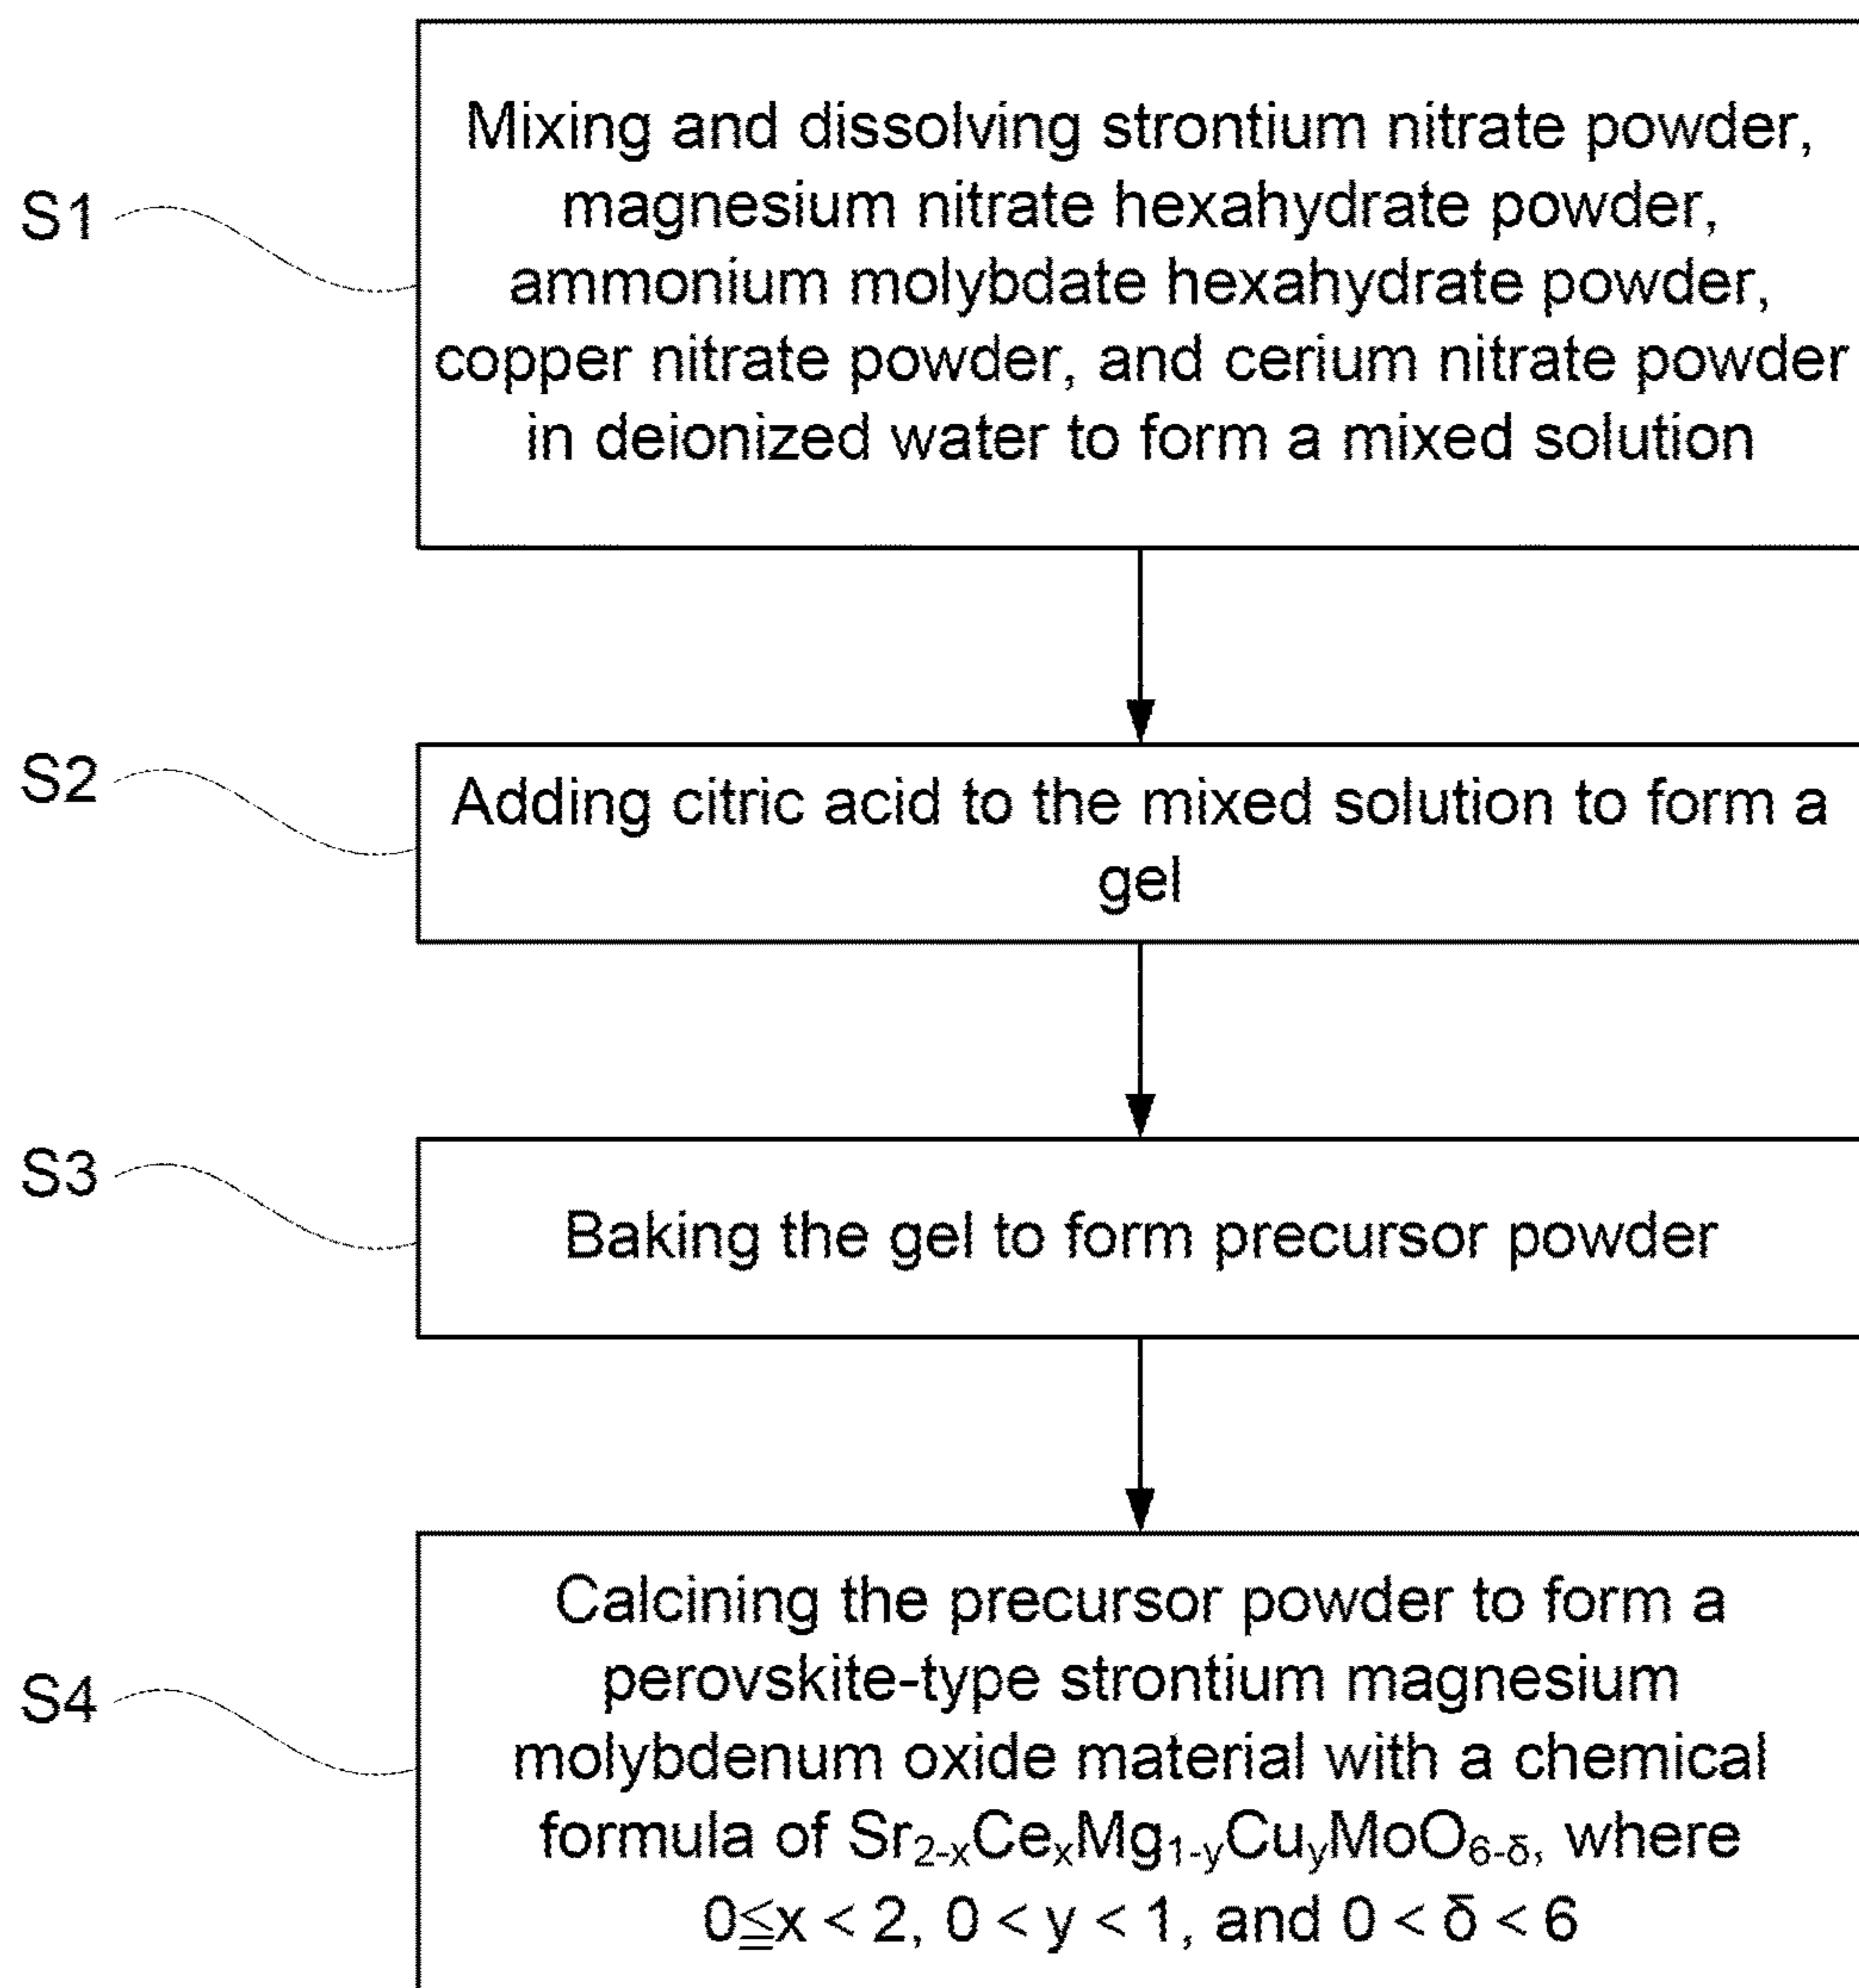 S1
Mixing and dissolving strontium nitrate powder,
magnesium nitrate hexahydrate powder,
ammonium molybdate hexahydrate powder,
copper nitrate powder, and cerium nitrate powder
in deionized water to form a mixed solution
S2
Adding citric acid to the mixed solution to form a
gel
S3
Baking the gel to form precursor powder
S4
Calcining the precursor powder to form a
perovskite-type strontium magnesium
molybdenum oxide material with a chemical
formula of Sr₂₋ₓCeₓMg₁₋yCuyMoO₆₋δ, where
0≦x < 2, 0 < y < 1, and 0 < δ < 6